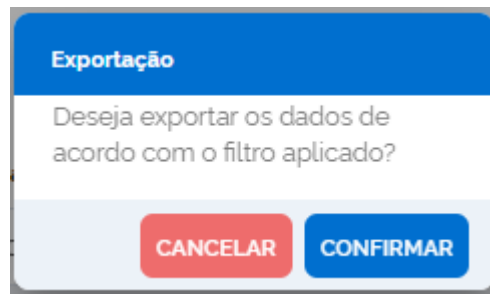 Exportação
Deseja exportar os dados de
acordo com o filtro aplicado?
CANCELAR CONFIRMAR